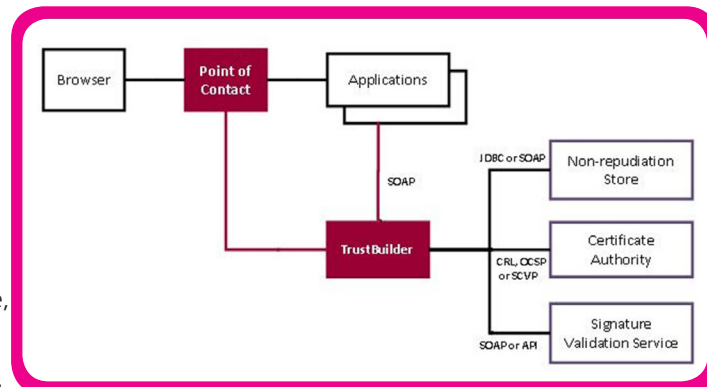 Browser
Point of
Contact
Applications
SOAP
TrustBuilder
JDBC or SOAP
Non-repudiation
Store
CRL, OCSP
or SCVP
Certificate
Authority
SOAP or API
Signature
Validation Service